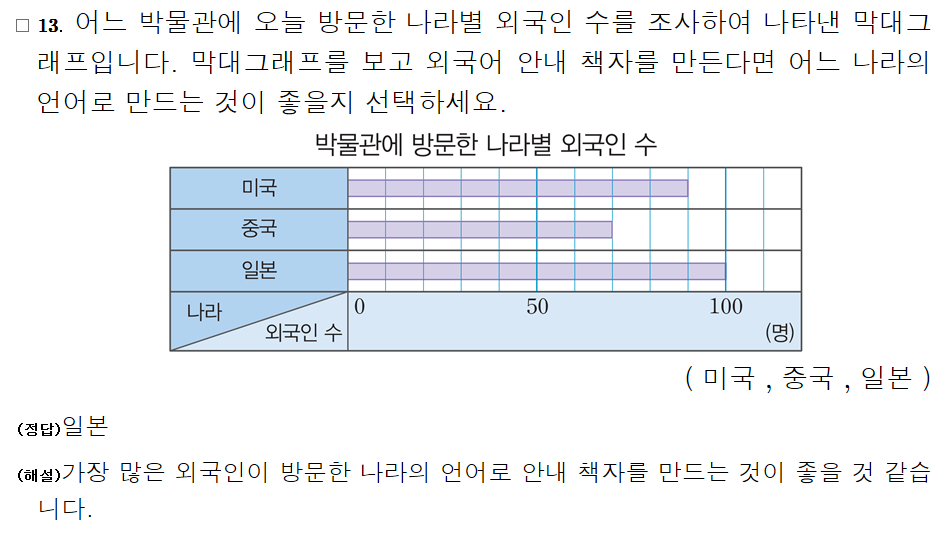 □ 13. 어느 박물관에 오늘 방문한 나라별 외국인 수를 조사하여 나타낸 막대그
래프입니다. 막대그래프를 보고 외국어 안내 책자를 만든다면 어느 나라의
언어로 만드는 것이 좋을지 선택하세요.
박물관에 방문한 나라별 외국인 수
미국
중국
일본
나라
외국인 수
0 50 100
(명)
( 미국 , 중국 , 일본 )
(정답)일본
(해설)가장 많은 외국인이 방문한 나라의 언어로 안내 책자를 만드는 것이 좋을 것 같습
니다.